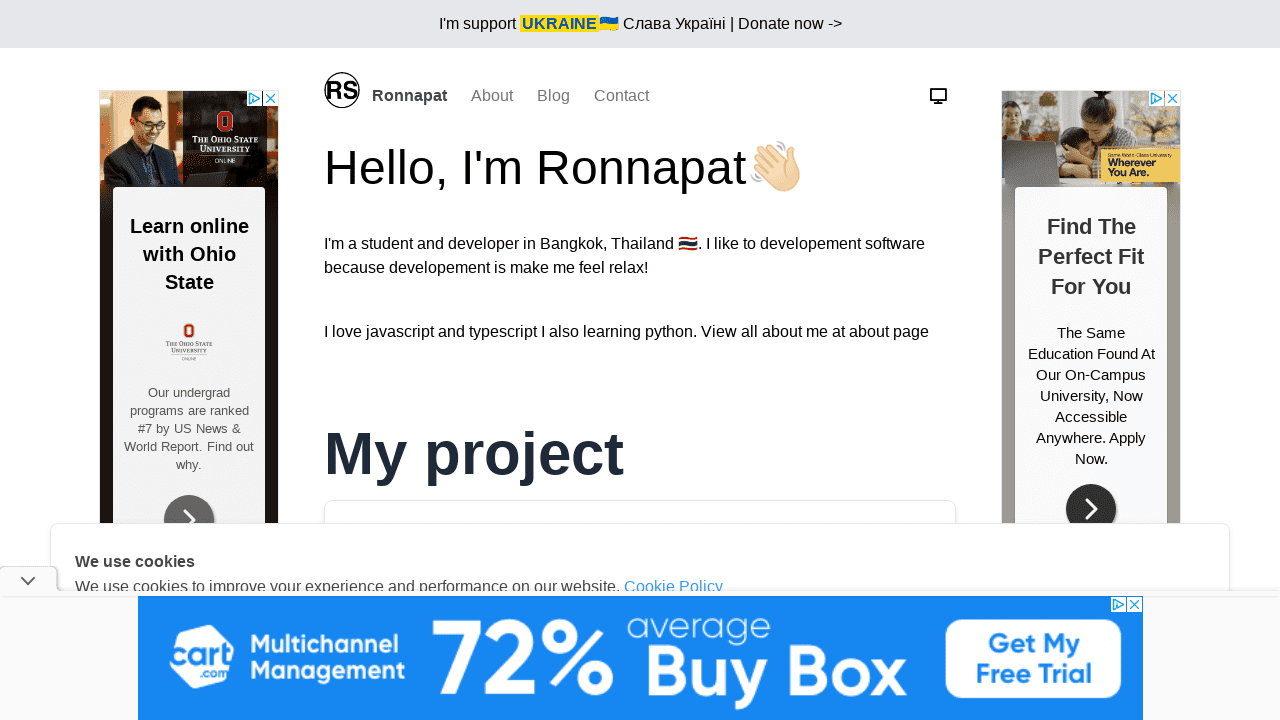 I'm support UKRAINE🇺🇦 Слава Україні | Donate now ->
RS
Ronnapat
About
Blog
Contact
Hello, I'm Ronnapat👋🏻
I'm a student and developer in Bangkok, Thailand 🇹🇭. I like to developement software
because developement is make me feel relax!
I love javascript and typescript I also learning python. View all about me at about page
My project
THE OHIO STATE
UNIVERSITY
ONLINE
Learn online
with Ohio
State
THE OHIO STATE
UNIVERSITY
ONLINE
Our undergrad
programs are ranked
#7 by US News &
World Report. Find out
why.
Same World-Class University
Wherever
You Are.
Find The
Perfect Fit
For You
The Same
Education Found At
Our On-Campus
University, Now
Accessible
Anywhere. Apply
Now.
We use cookies
We use cookies to improve your experience and performance on our website. Cookie Policy
cart
.com
Multichannel
Management
72%
average
Buy Box
Get My
Free Trial